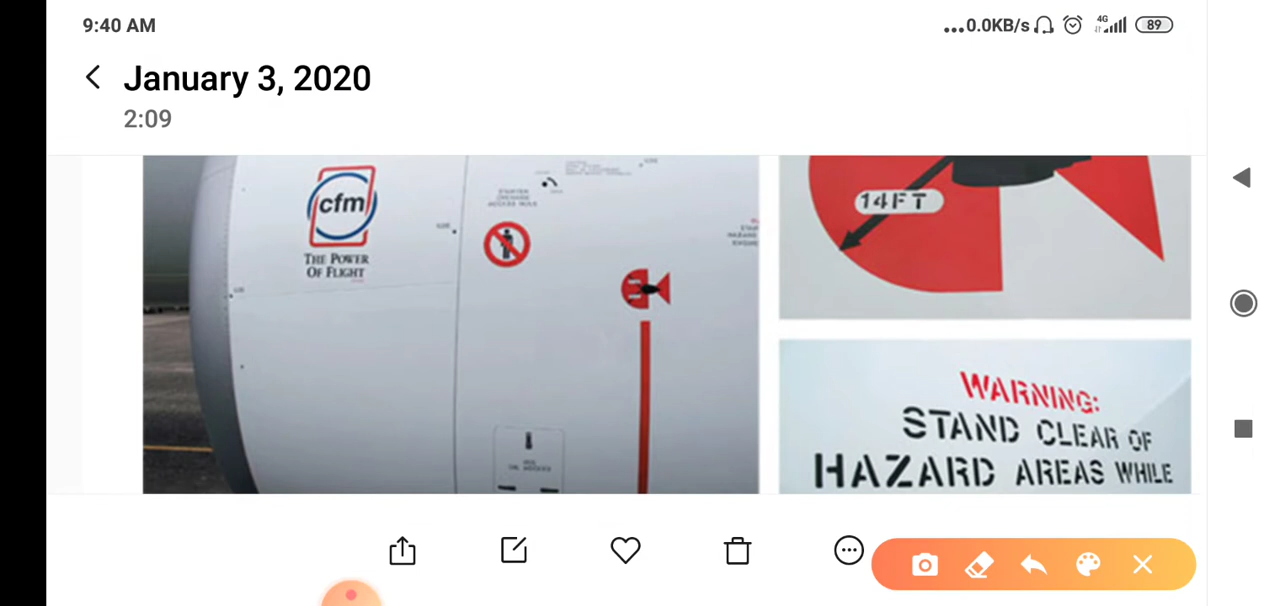 9:40 AM
...0.0KB/s
4G
89
January 3, 2020
2:09
cfm
THE POWER
OF FLIGHT
14FT
WARNING:
STAND CLEAR OF
HAZARD AREAS WHILE